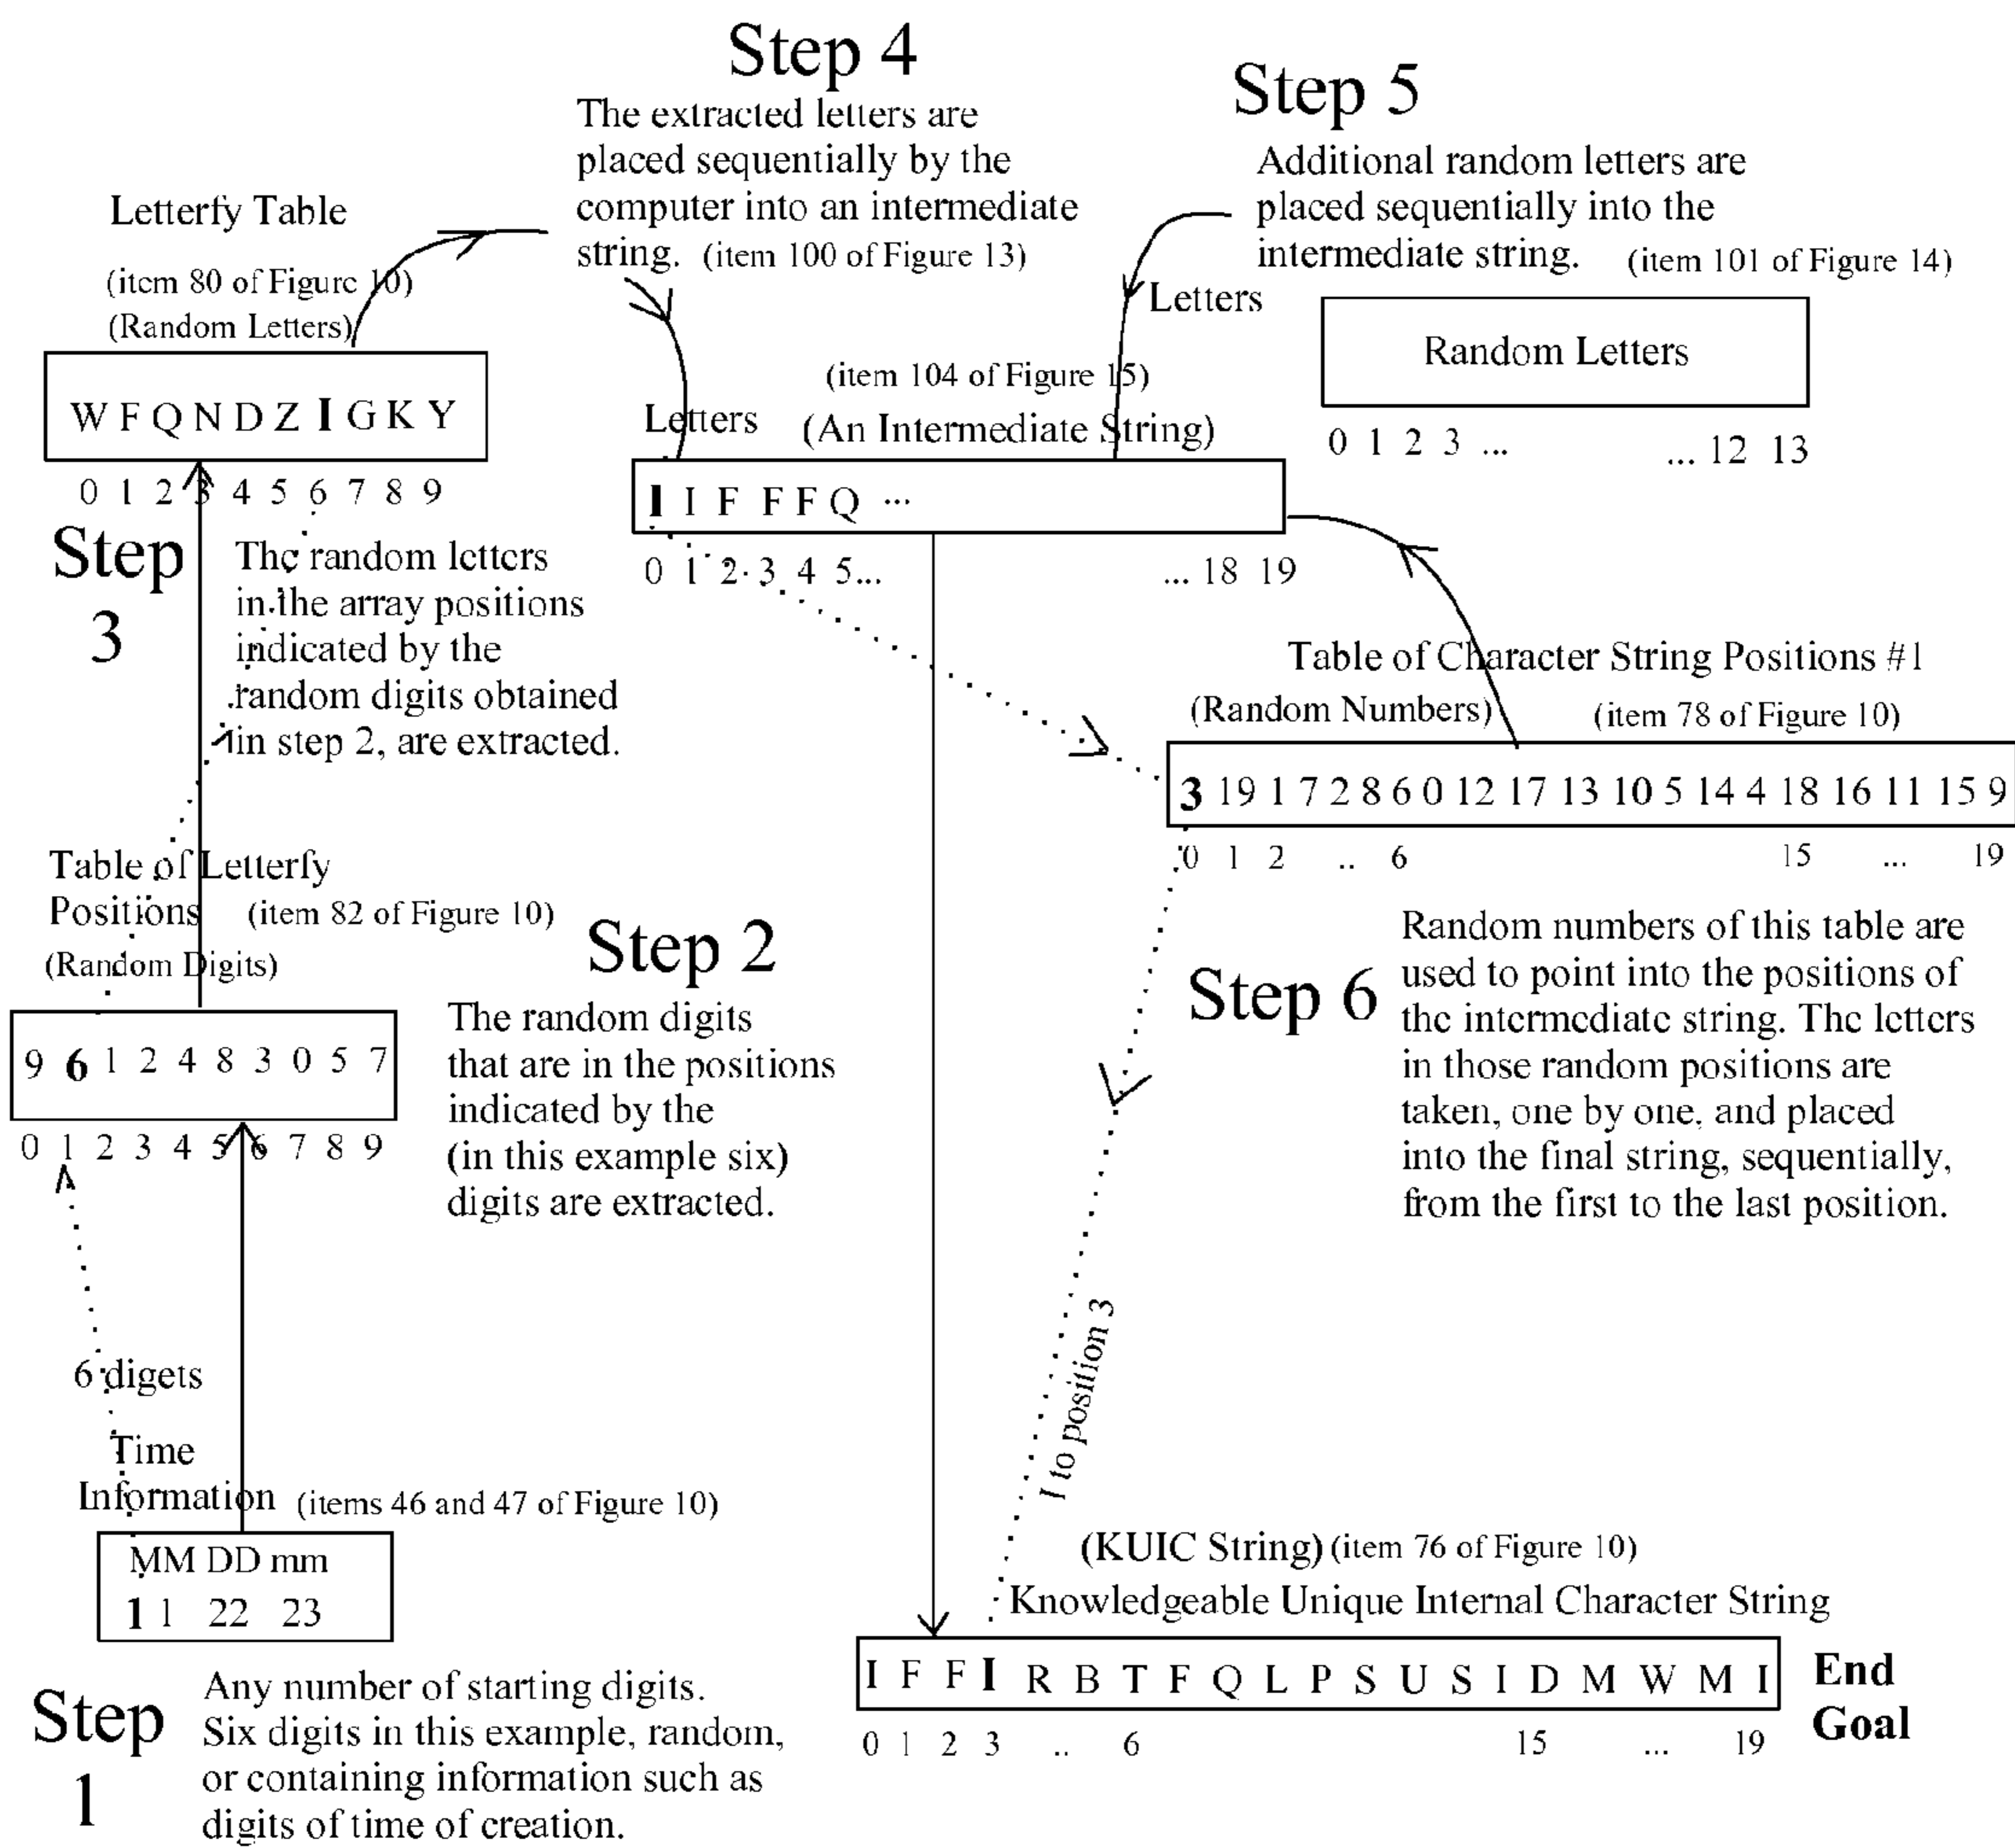 Step 4
The extracted letters are
placed sequentially by the
computer into an intermediate
string. (item 100 of Figure 13)
Step 5
Additional random letters are
placed sequentially into the
intermediate string. (item 101 of Figure 14)
Letters
Random Letters
0 1 2 3 ... ... 12 13
Letterfy Table
(item 80 of Figure 10)
(Random Letters)
W F Q N D Z I G K Y
0 1 2 3 4 5 6 7 8 9
(item 104 of Figure 15)
Letters (An Intermediate String)
I I F F F Q ...
0 1 2 3 4 5... ... 18 19
Step
3
The random letters
in the array positions
indicated by the
random digits obtained
in step 2, are extracted.
Table of Character String Positions #1
(Random Numbers) (item 78 of Figure 10)
3 19 1 7 2 8 6 0 12 17 13 10 5 14 4 18 16 11 15 9
0 1 2 .. 6 15 ... 19
Table of Letterfy
Positions (item 82 of Figure 10)
(Random Digits)
9 6 1 2 4 8 3 0 5 7
0 1 2 3 4 5 6 7 8 9
Step 2
The random digits
that are in the positions
indicated by the
(in this example six)
digits are extracted.
Step 6
Random numbers of this table are
used to point into the positions of
the intermediate string. The letters
in those random positions are
taken, one by one, and placed
into the final string, sequentially,
from the first to the last position.
6 digets
Time
Information (items 46 and 47 of Figure 10)
MM DD mm
1 1 22 23
I to position 3
(KUIC String) (item 76 of Figure 10)
Knowledgeable Unique Internal Character String
I F F I R B T F Q L P S U S I D M W M I
0 1 2 3 .. 6 15 ... 19
End
Goal
Step
1
Any number of starting digits.
Six digits in this example, random,
or containing information such as
digits of time of creation.